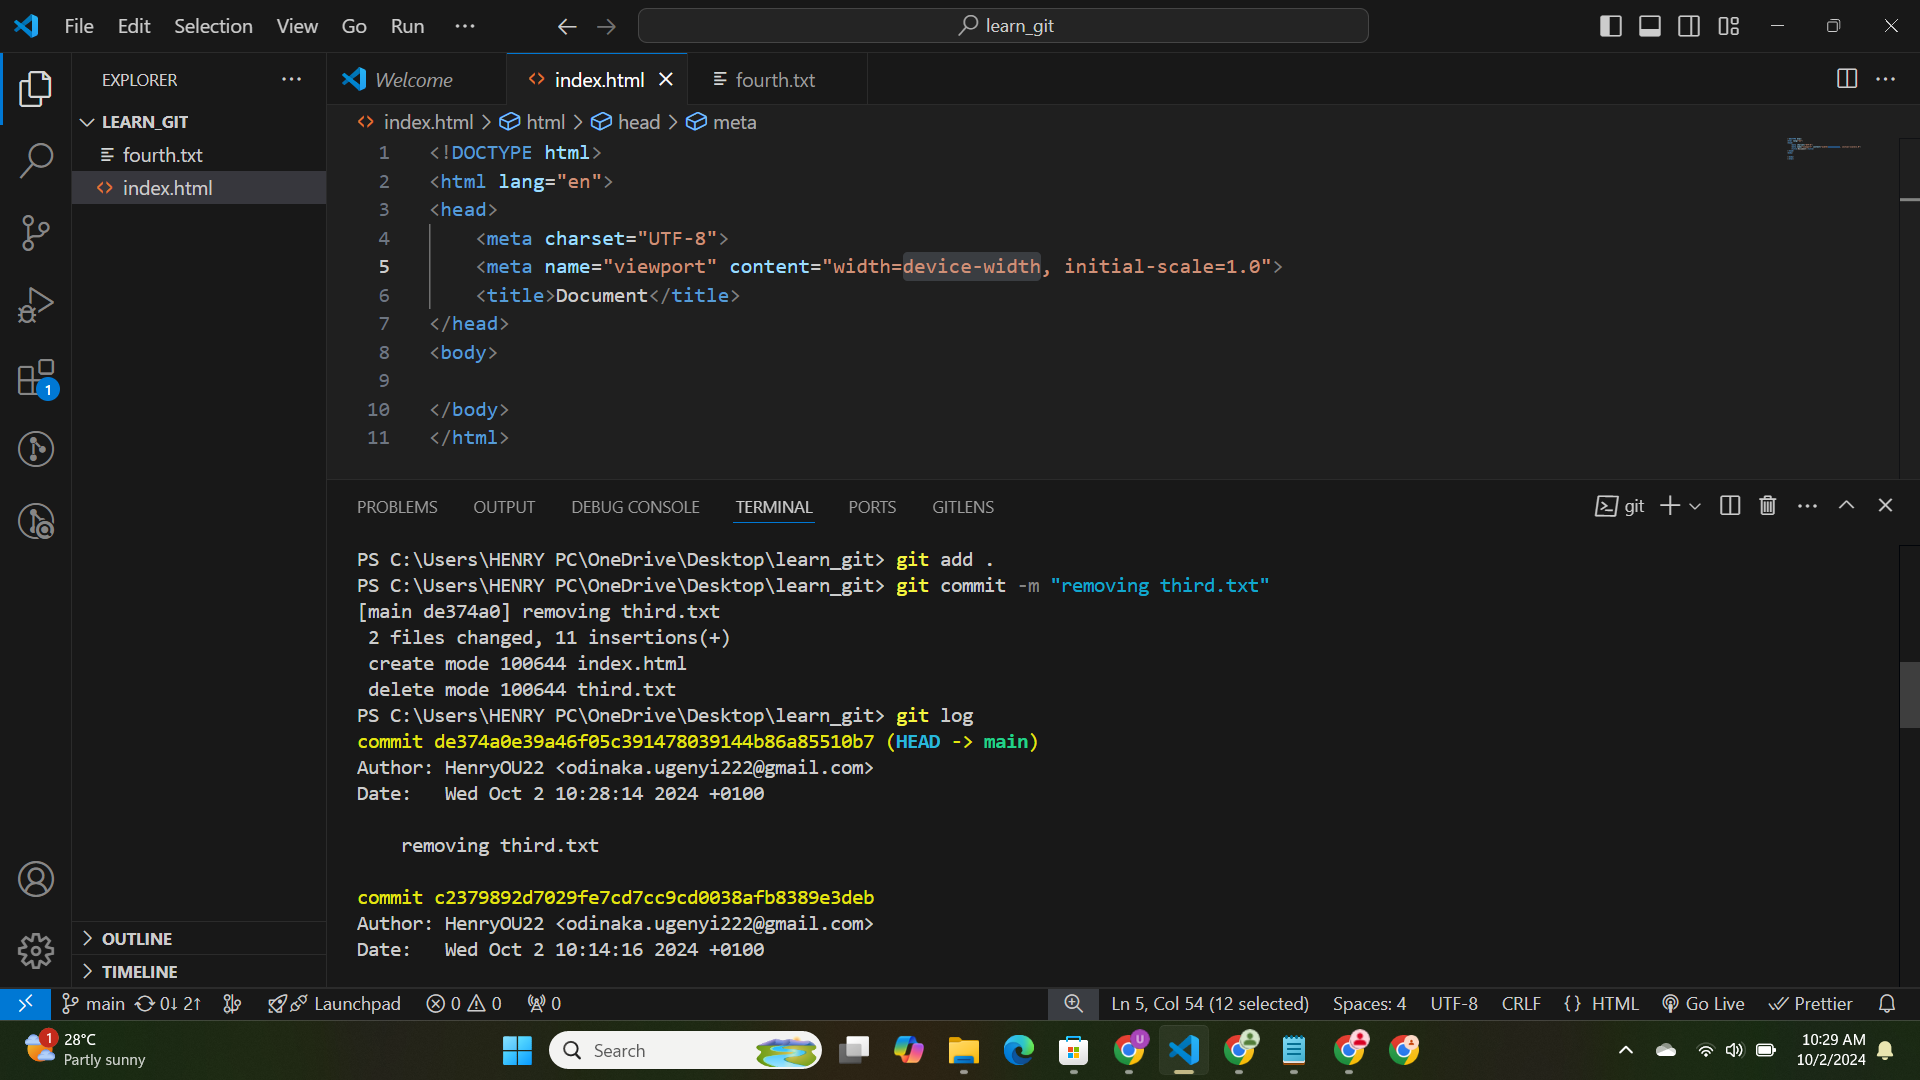 File Edit Selection View Go Run ···
learn_git
EXPLORER ···
LEARN_GIT
fourth.txt
index.html
1
Welcome
index.html
fourth.txt
index.html > html > head > meta
1 <!DOCTYPE html>
2 <html lang="en">
3 <head>
4 <meta charset="UTF-8">
5 <meta name="viewport" content="width=device-width, initial-scale=1.0">
6 <title>Document</title>
7 </head>
8 <body>
9
10 </body>
11 </html>
PROBLEMS OUTPUT DEBUG CONSOLE TERMINAL PORTS GITLENS
git
PS C:\Users\HENRY PC\OneDrive\Desktop\learn_git> git add .
PS C:\Users\HENRY PC\OneDrive\Desktop\learn_git> git commit -m "removing third.txt"
[main de374a0] removing third.txt
2 files changed, 11 insertions(+)
create mode 100644 index.html
delete mode 100644 third.txt
PS C:\Users\HENRY PC\OneDrive\Desktop\learn_git> git log
commit de374a0e39a46f05c391478039144b86a85510b7 (HEAD -> main)
Author: HenryOU22 <odinaka.ugenyi222@gmail.com>
Date: Wed Oct 2 10:28:14 2024 +0100
removing third.txt
commit c2379892d7029fe7cd7cc9cd0038afb8389e3deb
Author: HenryOU22 <odinaka.ugenyi222@gmail.com>
Date: Wed Oct 2 10:14:16 2024 +0100
OUTLINE
TIMELINE
main 0↓ 2↑ Launchpad 0 0 0 Ln 5, Col 54 (12 selected) Spaces: 4 UTF-8 CRLF {} HTML Go Live Prettier
1
28°C
Partly sunny
Search
U
10:29 AM
10/2/2024